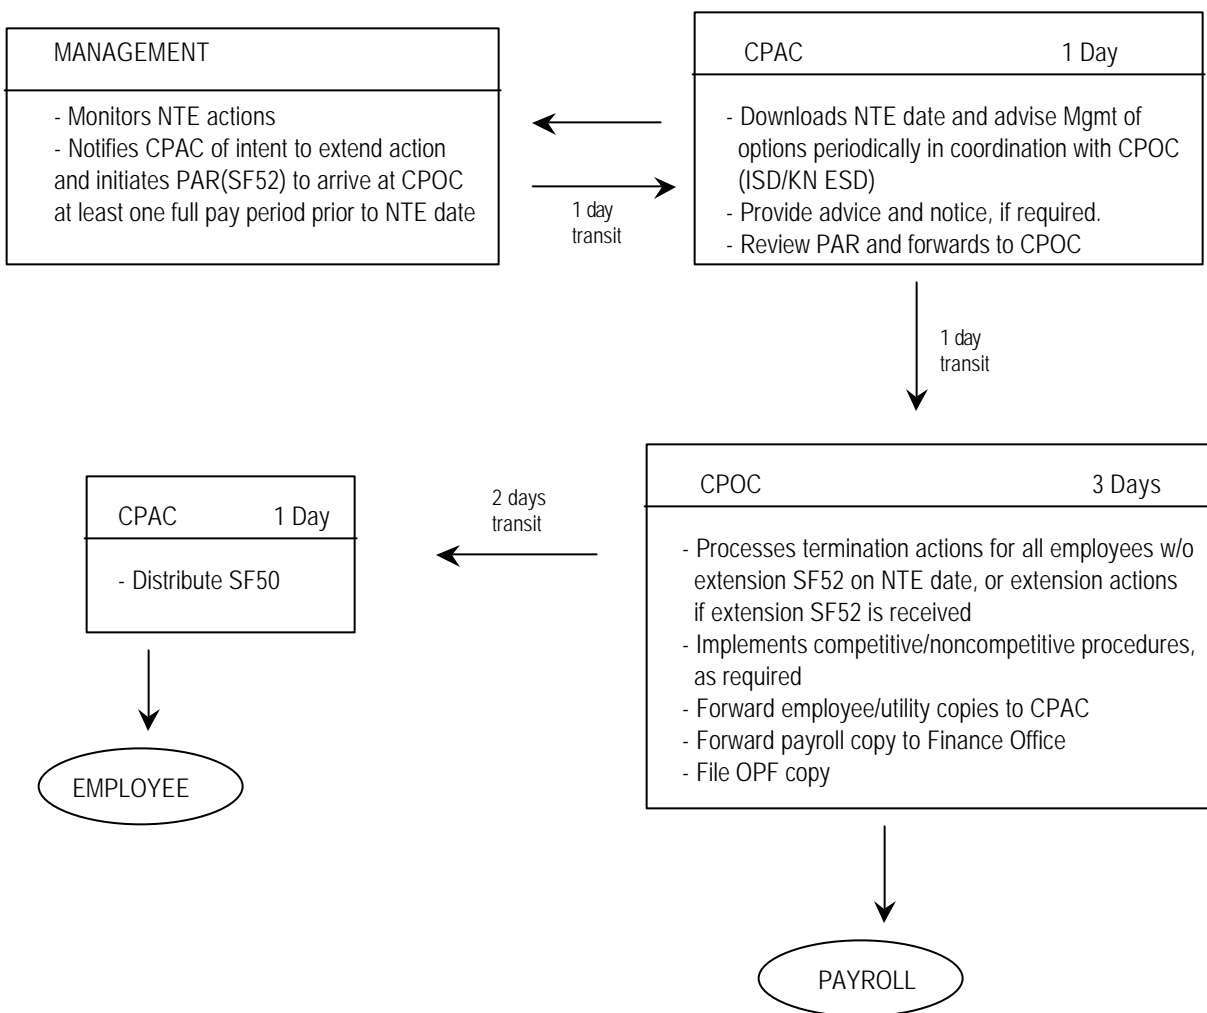 MANAGEMENT
- Monitors NTE actions
- Notifies CPAC of intent to extend action
and initiates PAR(SF52) to arrive at CPOC
at least one full pay period prior to NTE date
1 day
transit
CPAC 1 Day
- Downloads NTE date and advise Mgmt of
options periodically in coordination with CPOC
(ISD/KN ESD)
- Provide advice and notice, if required.
- Review PAR and forwards to CPOC
1 day
transit
CPOC 3 Days
- Processes termination actions for all employees w/o
extension SF52 on NTE date, or extension actions
if extension SF52 is received
- Implements competitive/noncompetitive procedures,
as required
- Forward employee/utility copies to CPAC
- Forward payroll copy to Finance Office
- File OPF copy
2 days
transit
CPAC 1 Day
- Distribute SF50
EMPLOYEE
PAYROLL